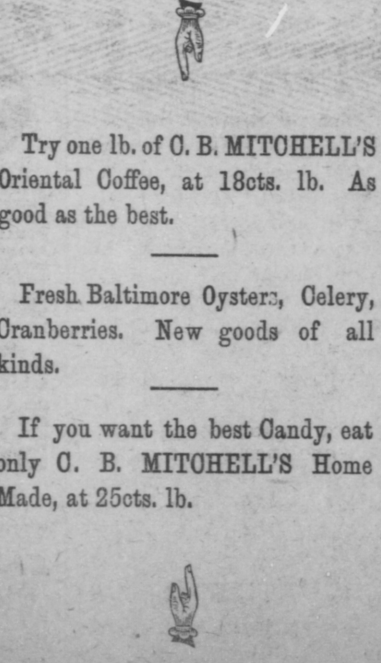 Try one lb. of C. B. MITCHELL'S
Oriental Coffee, at 18cts. lb. As
good as the best.
Fresh Baltimore Oysters, Celery,
Cranberries. New goods of all
kinds.
If you want the best Candy, eat
only C. B. MITCHELL'S Home
Made, at 25cts. lb.